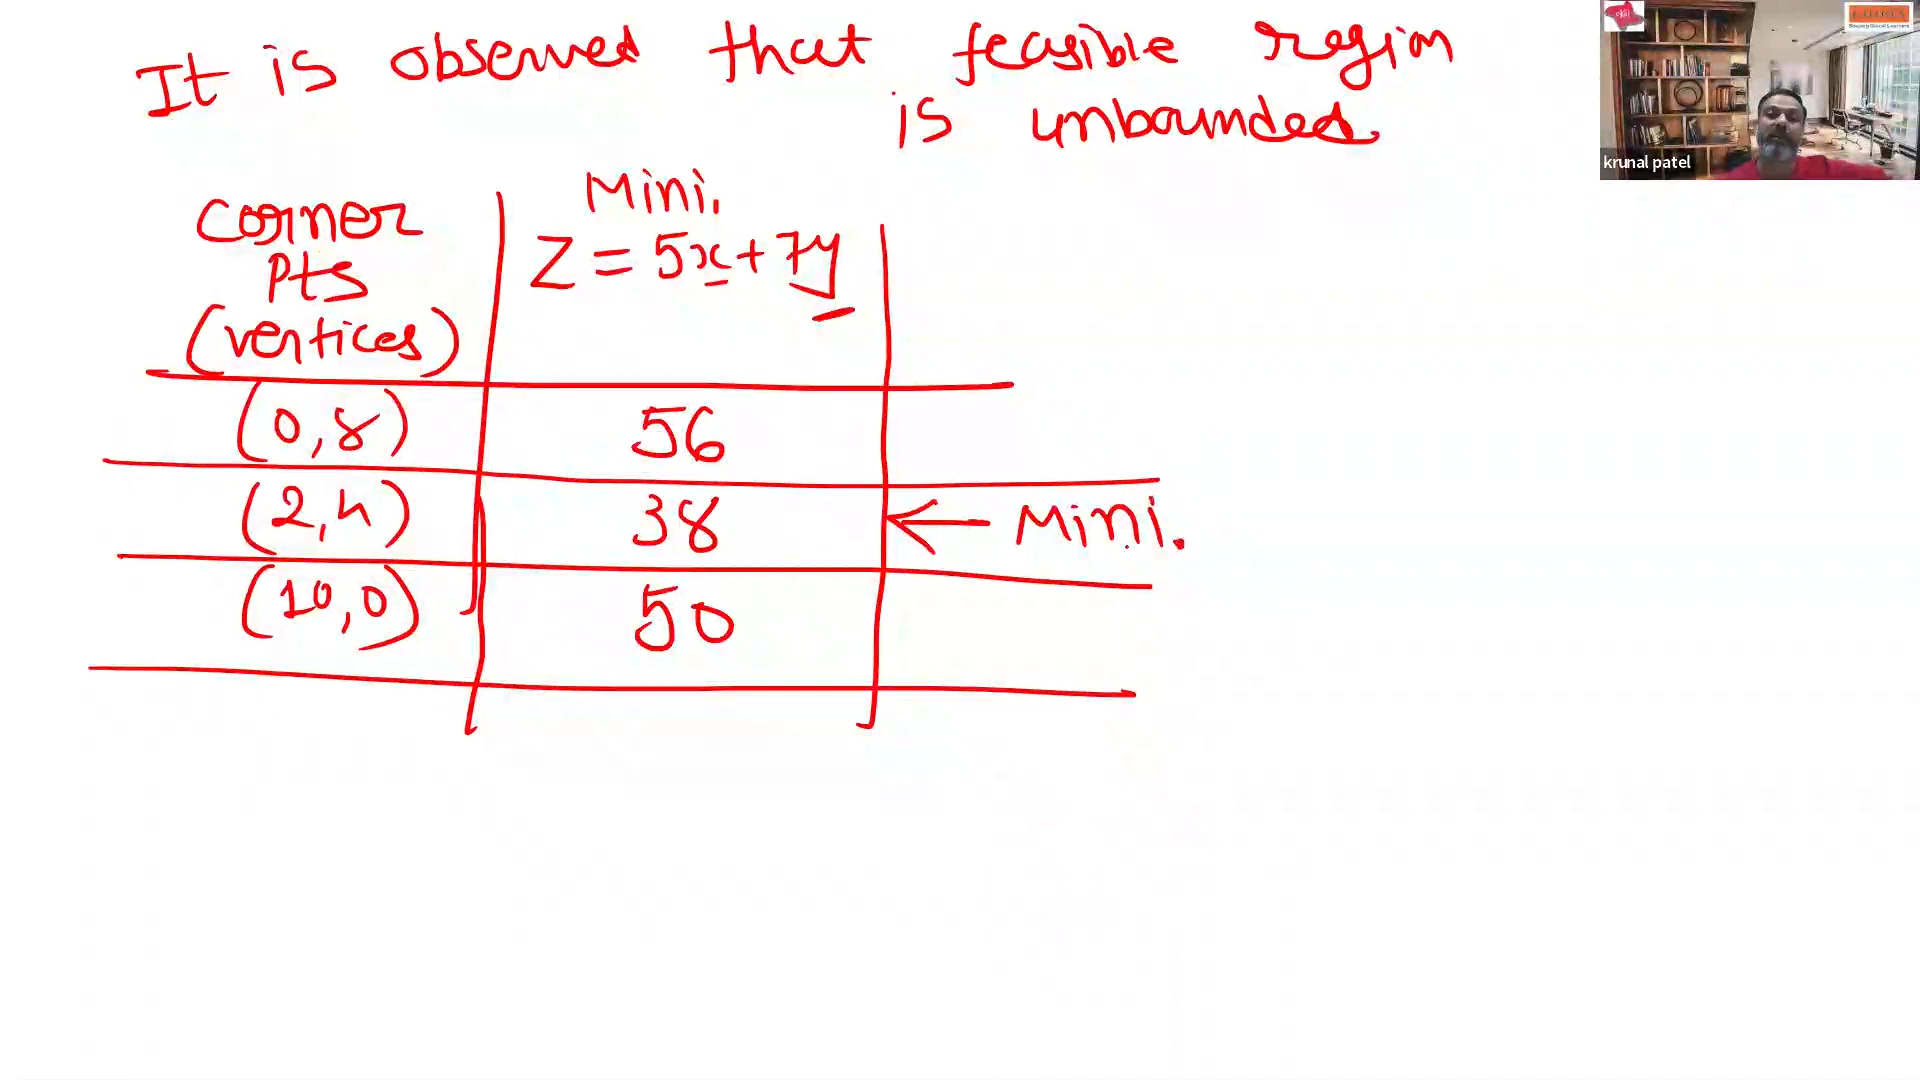 It is observed that feasible region
is unbounded
Corner
Pts
(vertices)
Mini.
Z = 5x + 7y
(0,8) 56
(2,4) 38 ← Mini.
(10,0) 50
krunal patel